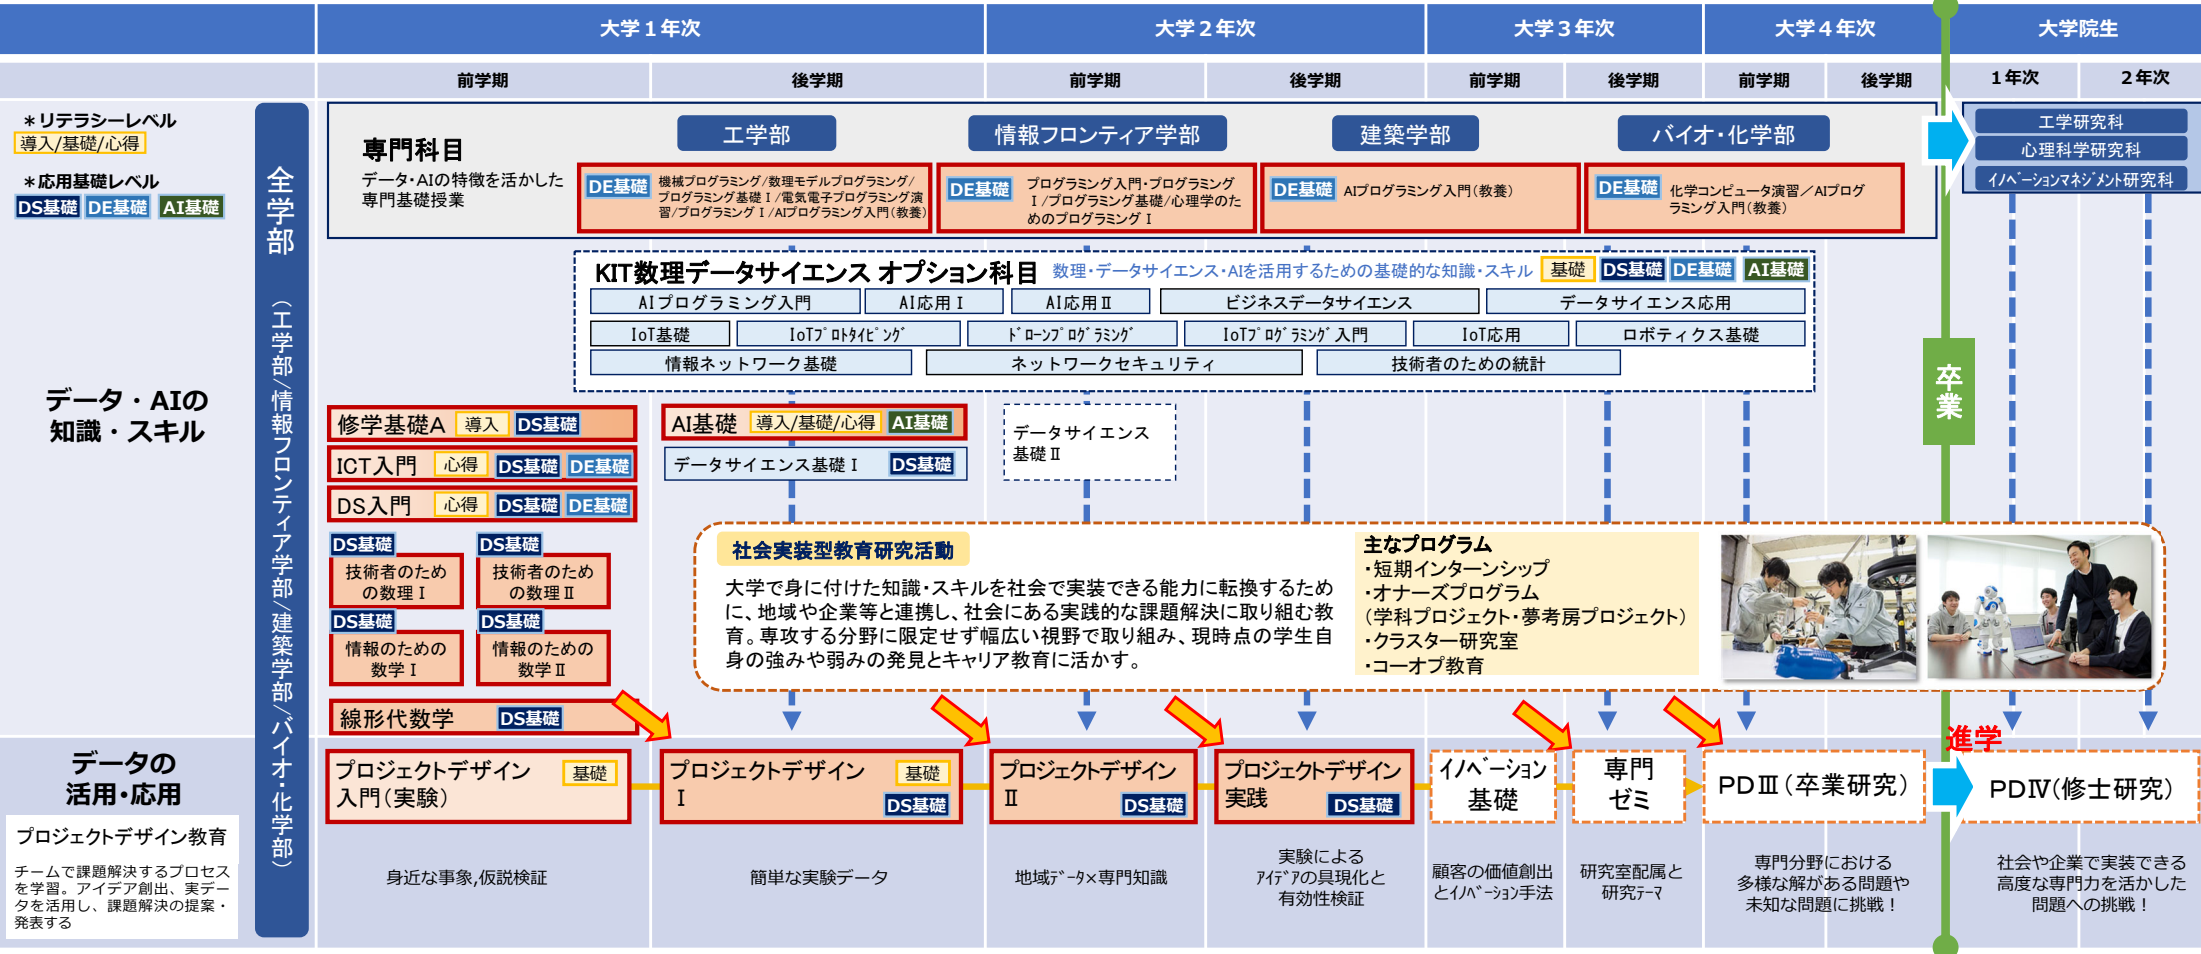 大学１年次
大学２年次
大学３年次
大学４年次
大学院生
前学期
後学期
前学期
後学期
前学期
後学期
前学期
後学期
１年次
２年次
＊リテラシーレベル
導入/基礎/心得
＊応用基礎レベル
DS基礎 DE基礎 AI基礎
データ・AIの
知識・スキル
全学部（工学部/情報フロンティア学部/建築学部/バイオ・化学部）
専門科目
データ・AIの特徴を活かした
専門基礎授業
工学部
DE基礎
機械プログラミング/数理モデルプログラミング/
プログラミング基礎Ⅰ/電気電子プログラミング演
習/プログラミングⅠ/AIプログラミング入門(教養)
情報フロンティア学部
DE基礎
プログラミング入門・プログラミング
Ⅰ/プログラミング基礎/心理学のた
めのプログラミングⅠ
建築学部
DE基礎
AIプログラミング入門(教養)
バイオ・化学部
DE基礎
化学コンピュータ演習／AIプログ
ラミング入門(教養)
工学研究科
心理科学研究科
ｲﾉﾍﾞｰｼｮﾝﾏﾈｼﾞﾒﾝﾄ研究科
KIT数理データサイエンス オプション科目
数理・データサイエンス・AIを活用するための基礎的な知識・スキル
基礎 DS基礎 DE基礎 AI基礎
AIプログラミング入門
AI応用Ⅰ
AI応用Ⅱ
ビジネスデータサイエンス
データサイエンス応用
IoT基礎
IoTﾌﾟﾛﾄﾀｲﾋﾟﾝｸﾞ
ﾄﾞﾛｰﾝﾌﾟﾛｸﾞﾗﾐﾝｸﾞ
IoTﾌﾟﾛｸﾞﾗﾐﾝｸﾞ入門
IoT応用
ロボティクス基礎
情報ネットワーク基礎
ネットワークセキュリティ
技術者のための統計
卒業
修学基礎A 導入 DS基礎
ICT入門 心得 DS基礎 DE基礎
DS入門 心得 DS基礎 DE基礎
AI基礎 導入/基礎/心得 AI基礎
データサイエンス基礎Ⅰ DS基礎
データサイエンス
基礎Ⅱ
DS基礎
技術者のため
の数理Ⅰ
DS基礎
技術者のため
の数理Ⅱ
DS基礎
情報のための
数学Ⅰ
DS基礎
情報のための
数学Ⅱ
線形代数学 DS基礎
社会実装型教育研究活動
大学で身に付けた知識・スキルを社会で実装できる能力に転換するため
に、地域や企業等と連携し、社会にある実践的な課題解決に取り組む教
育。専攻する分野に限定せず幅広い視野で取り組み、現時点の学生自
身の強みや弱みの発見とキャリア教育に活かす。
主なプログラム
・短期インターンシップ
・オナーズプログラム
(学科プロジェクト・夢考房プロジェクト)
・クラスター研究室
・コーオプ教育
データの
活用・応用
プロジェクトデザイン教育
チームで課題解決するプロセス
を学習。アイデア創出、実デー
タを活用し、課題解決の提案・
発表する
プロジェクトデザイン
入門(実験)
基礎
プロジェクトデザイン
Ⅰ
基礎
DS基礎
プロジェクトデザイン
Ⅱ
DS基礎
プロジェクトデザイン
実践
DS基礎
ｲﾉﾍﾞｰｼｮﾝ
基礎
専門
ゼミ
PDⅢ(卒業研究)
進学
PDⅣ(修士研究)
身近な事象,仮説検証
簡単な実験データ
地域ﾃﾞｰﾀ×専門知識
実験による
ｱｲﾃﾞｱの具現化と
有効性検証
顧客の価値創出
とｲﾉﾍﾞｰｼｮﾝ手法
研究室配属と
研究ﾃｰﾏ
専門分野における
多様な解がある問題や
未知な問題に挑戦！
社会や企業で実装できる
高度な専門力を活かした
問題への挑戦！